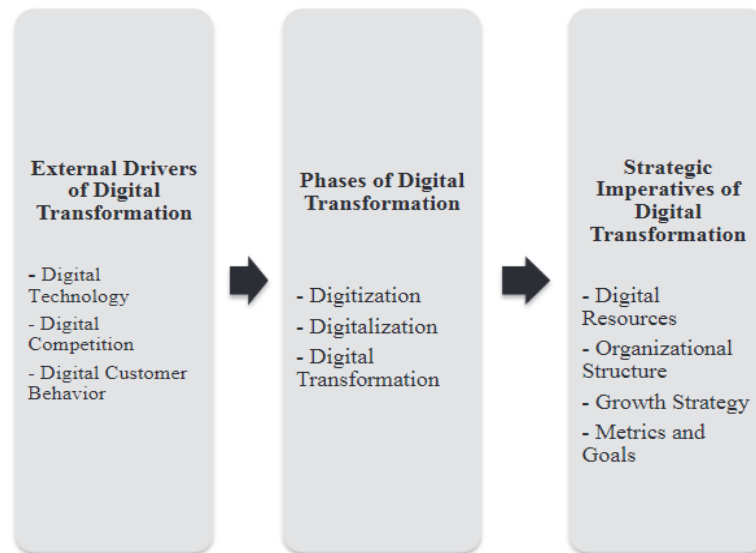 External Drivers
of Digital
Transformation
- Digital
Technology
- Digital
Competition
- Digital Customer
Behavior
Phases of Digital
Transformation
- Digitization
- Digitalization
- Digital
Transformation
Strategic
Imperatives of
Digital
Transformation
- Digital
Resources
- Organizational
Structure
- Growth Strategy
- Metrics and
Goals